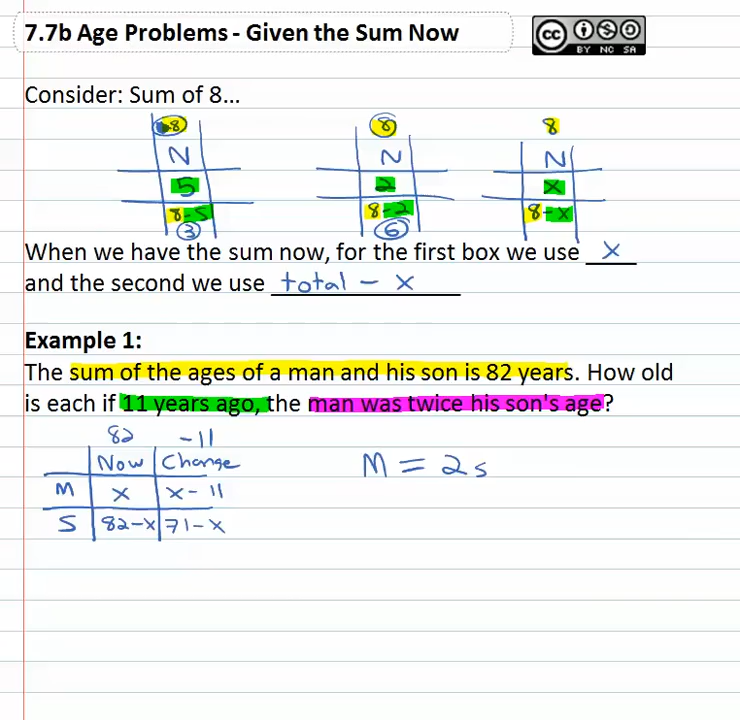 7.7b Age Problems - Given the Sum Now
cc BY NC SA
Consider: Sum of 8...
8 8 8
N N N
5 2 x
8-5 8-2 8-x
3 6
When we have the sum now, for the first box we use x
and the second we use total - x
Example 1:
The sum of the ages of a man and his son is 82 years. How old
is each if 11 years ago, the man was twice his son's age?
82 -11
Now Change M = 2s
M x x - 11
S 82-x 71-x